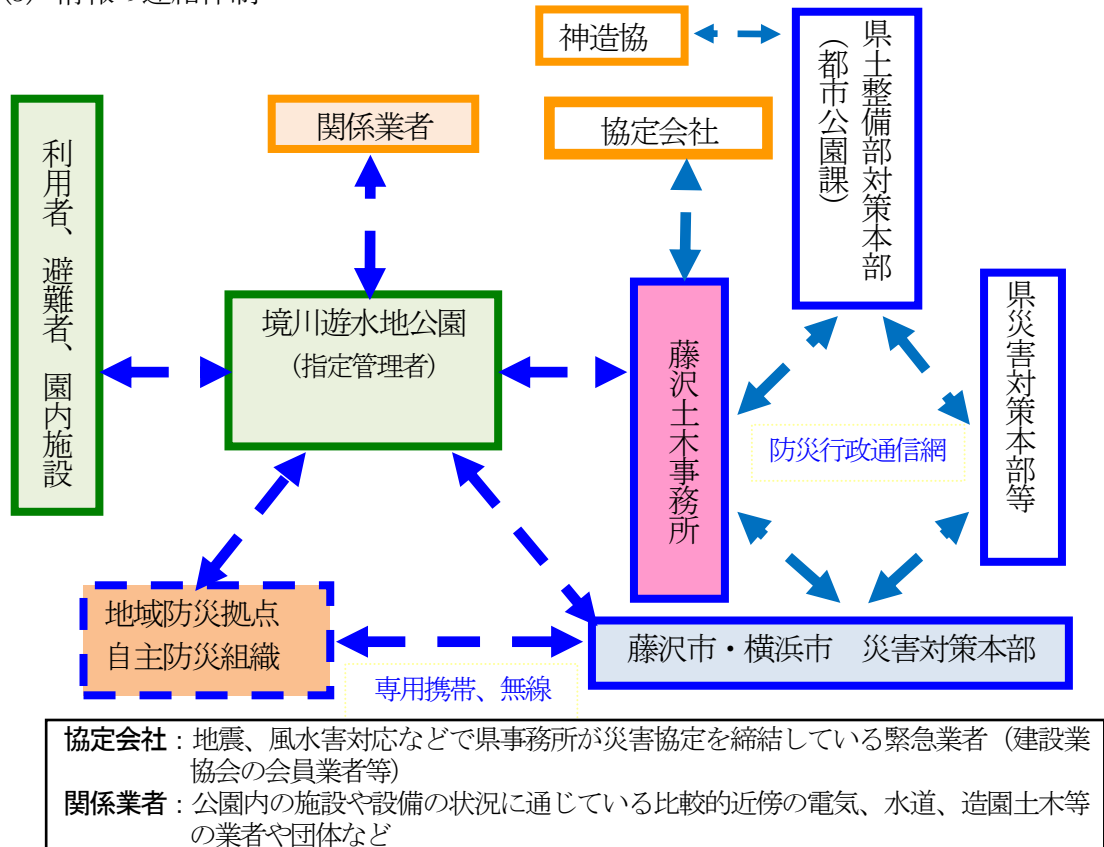 (3) 情報の連絡体制
神造協
県土整備部対策本部
（都市公園課）
関係業者
協定会社
利用者、避難者、園内施設
境川遊水地公園
（指定管理者）
藤沢土木事務所
県災害対策本部等
防災行政通信網
地域防災拠点
自主防災組織
藤沢市・横浜市　災害対策本部
専用携帯、無線
協定会社：地震、風水害対応などで県事務所が災害協定を締結している緊急業者（建設業
協会の会員業者等）
関係業者：公園内の施設や設備の状況に通じている比較的近傍の電気、水道、造園土木等
の業者や団体など